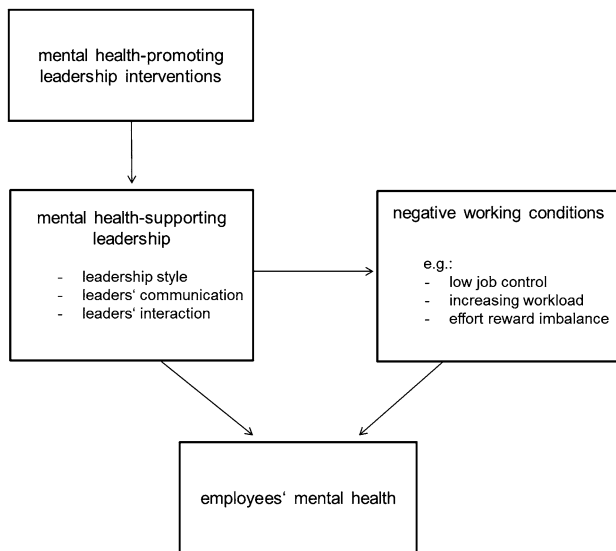 mental health-promoting
leadership interventions
mental health-supporting
leadership
- leadership style
- leaders‘ communication
- leaders‘ interaction
negative working conditions
e.g.:
- low job control
- increasing workload
- effort reward imbalance
employees‘ mental health